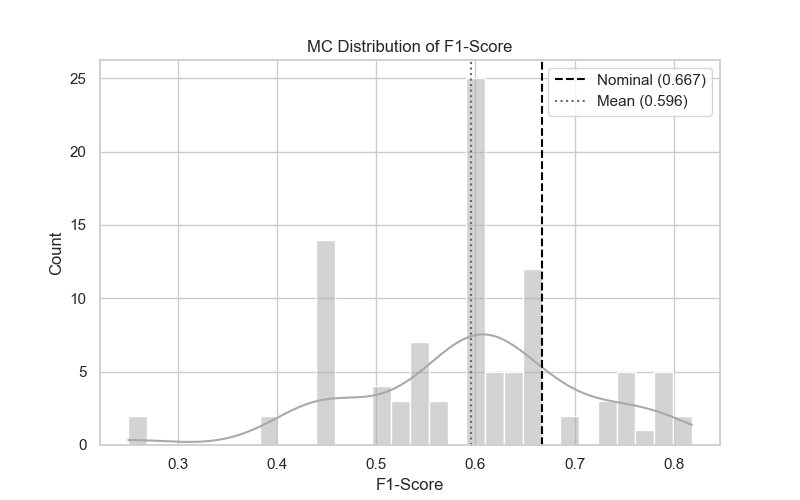 MC Distribution of F1-Score
Nominal (0.667)
Mean (0.596)
Count
25
20
15
10
5
0
0.3 0.4 0.5 0.6 0.7 0.8
F1-Score